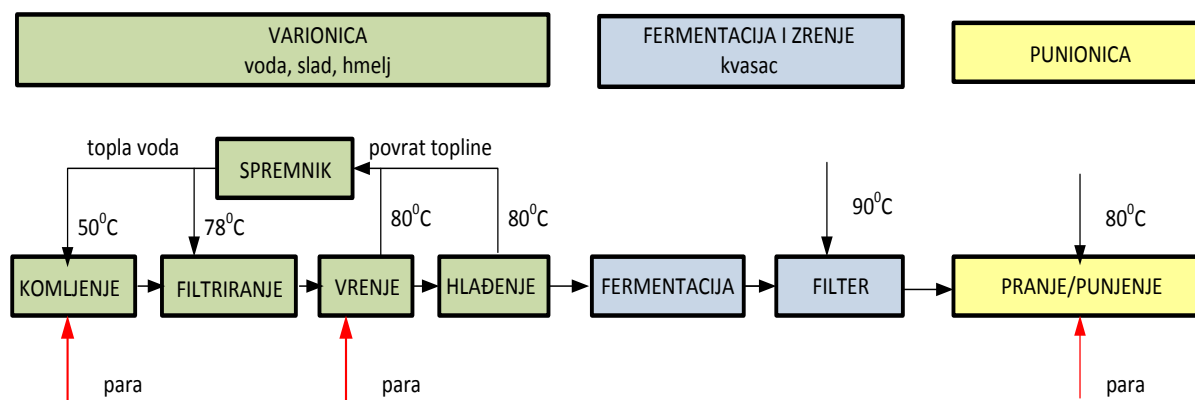 VARIONICA
voda, slad, hmelj
FERMENTACIJA I ZRENJE
kvasac
PUNIONICA
topla voda
SPREMNIK
povrat topline
50⁰C
78⁰C
80⁰C
80⁰C
90⁰C
80⁰C
KOMLJENJE
FILTRIRANJE
VRENJE
HLAĐENJE
FERMENTACIJA
FILTER
PRANJE/PUNJENJE
para
para
para